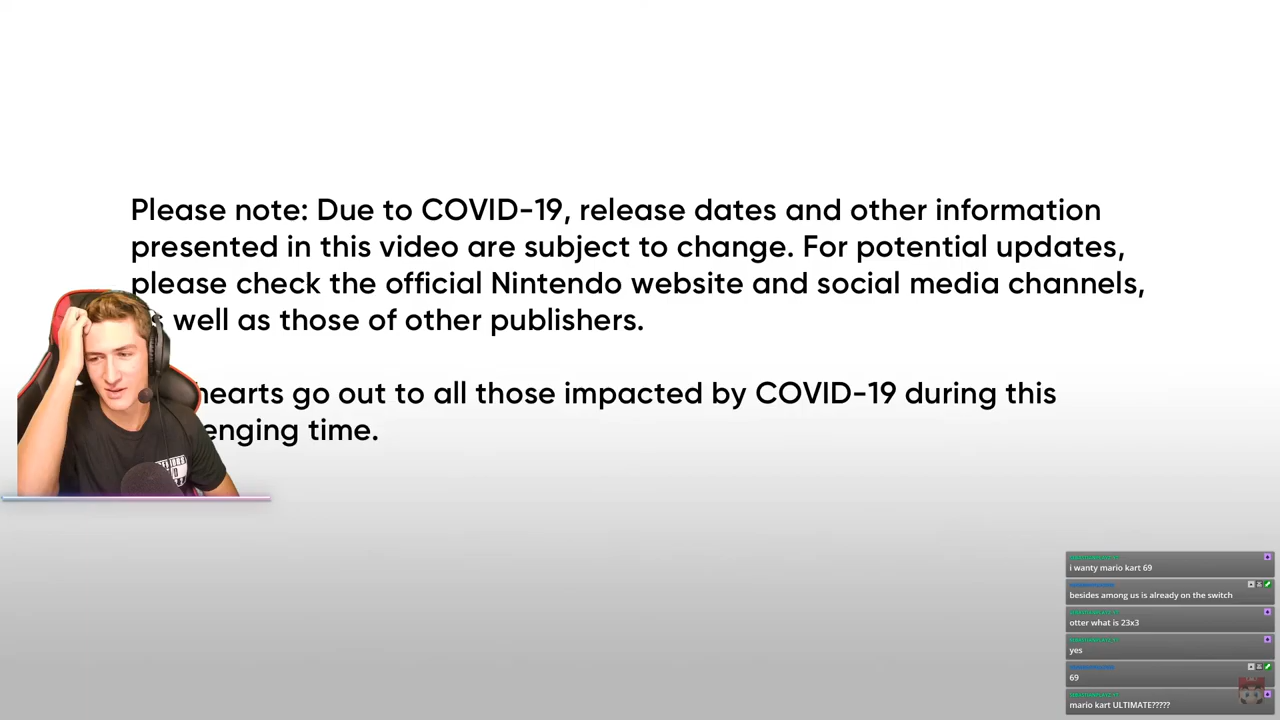 Please note: Due to COVID-19, release dates and other information
presented in this video are subject to change. For potential updates,
please check the official Nintendo website and social media channels,
well as those of other publishers.
hearts go out to all those impacted by COVID-19 during this
enging time.
i wanty mario kart 69
besides among us is already on the switch
otter what is 23x3
yes
69
mario kart ULTIMATE?????